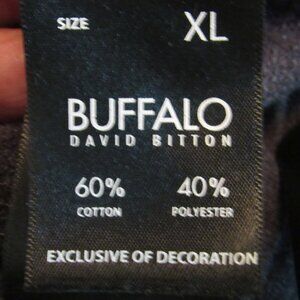 SIZE XL
BUFFALO
DAVID BITTON
60% 40%
COTTON POLYESTER
EXCLUSIVE OF DECORATION